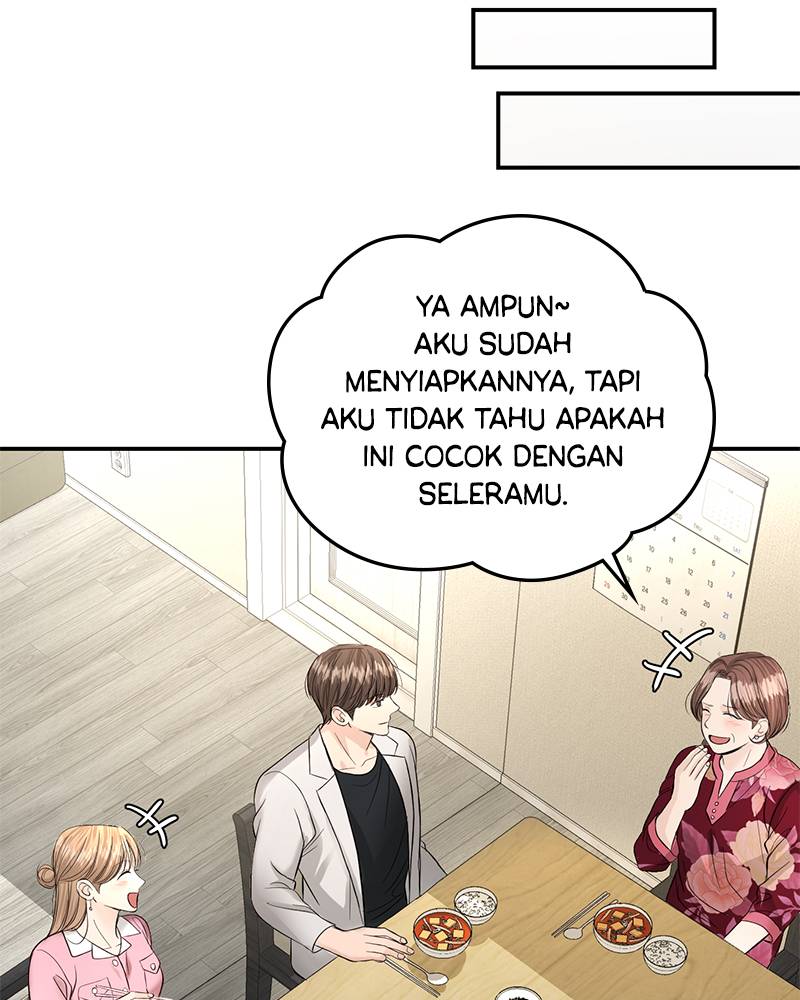 YA AMPUN~
AKU SUDAH
MENYIAPKANNYA, TAPI
AKU TIDAK TAHU APAKAH
INI COCOK DENGAN
SELERAMU.